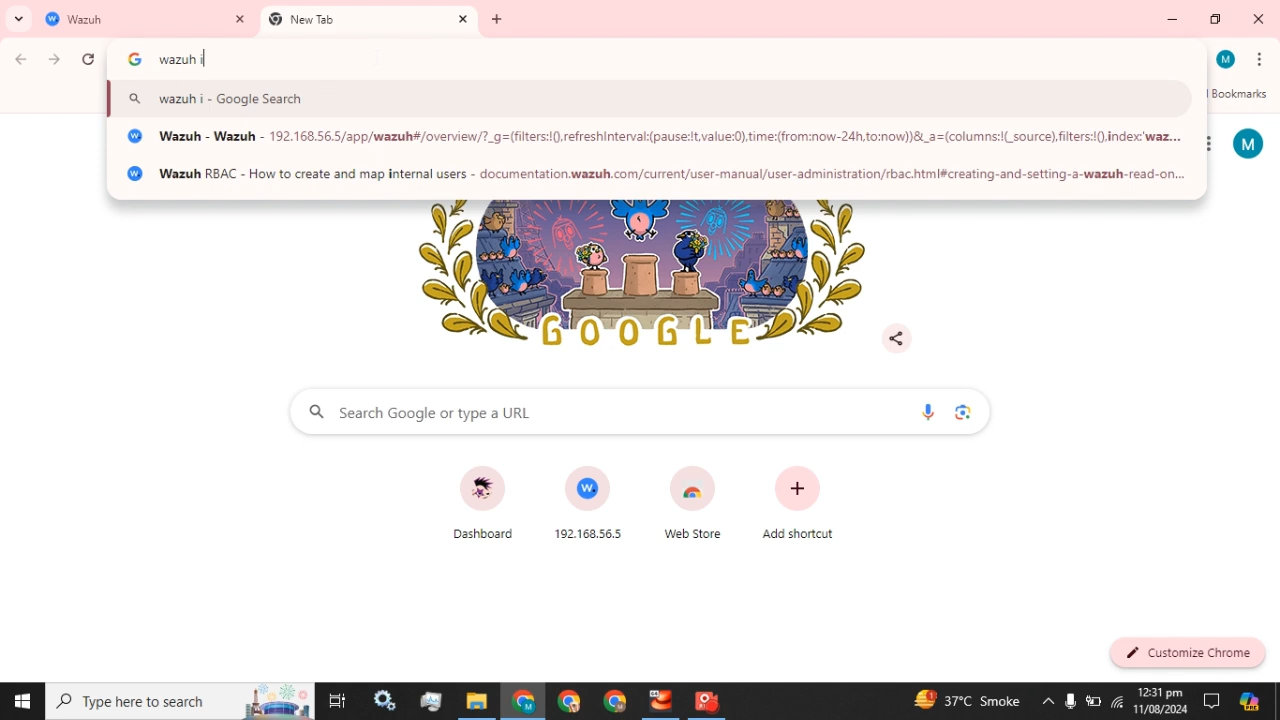 Wazuh
New Tab
wazuh i
wazuh i - Google Search
Wazuh - Wazuh - 192.168.56.5/app/wazuh#/overview/?_g=(filters:!(),refreshInterval:(pause:!t,value:0),time:(from:now-24h,to:now))&_a=(columns:!(_source),filters:!(),index:'waz...
Wazuh RBAC - How to create and map internal users - documentation.wazuh.com/current/user-manual/user-administration/rbac.html#creating-and-setting-a-wazuh-read-on...
M
Bookmarks
M
GOOGLE
Search Google or type a URL
W.
Dashboard
192.168.56.5
Web Store
Add shortcut
Customize Chrome
Type here to search
1
37°C Smoke
12:31 pm
11/08/2024